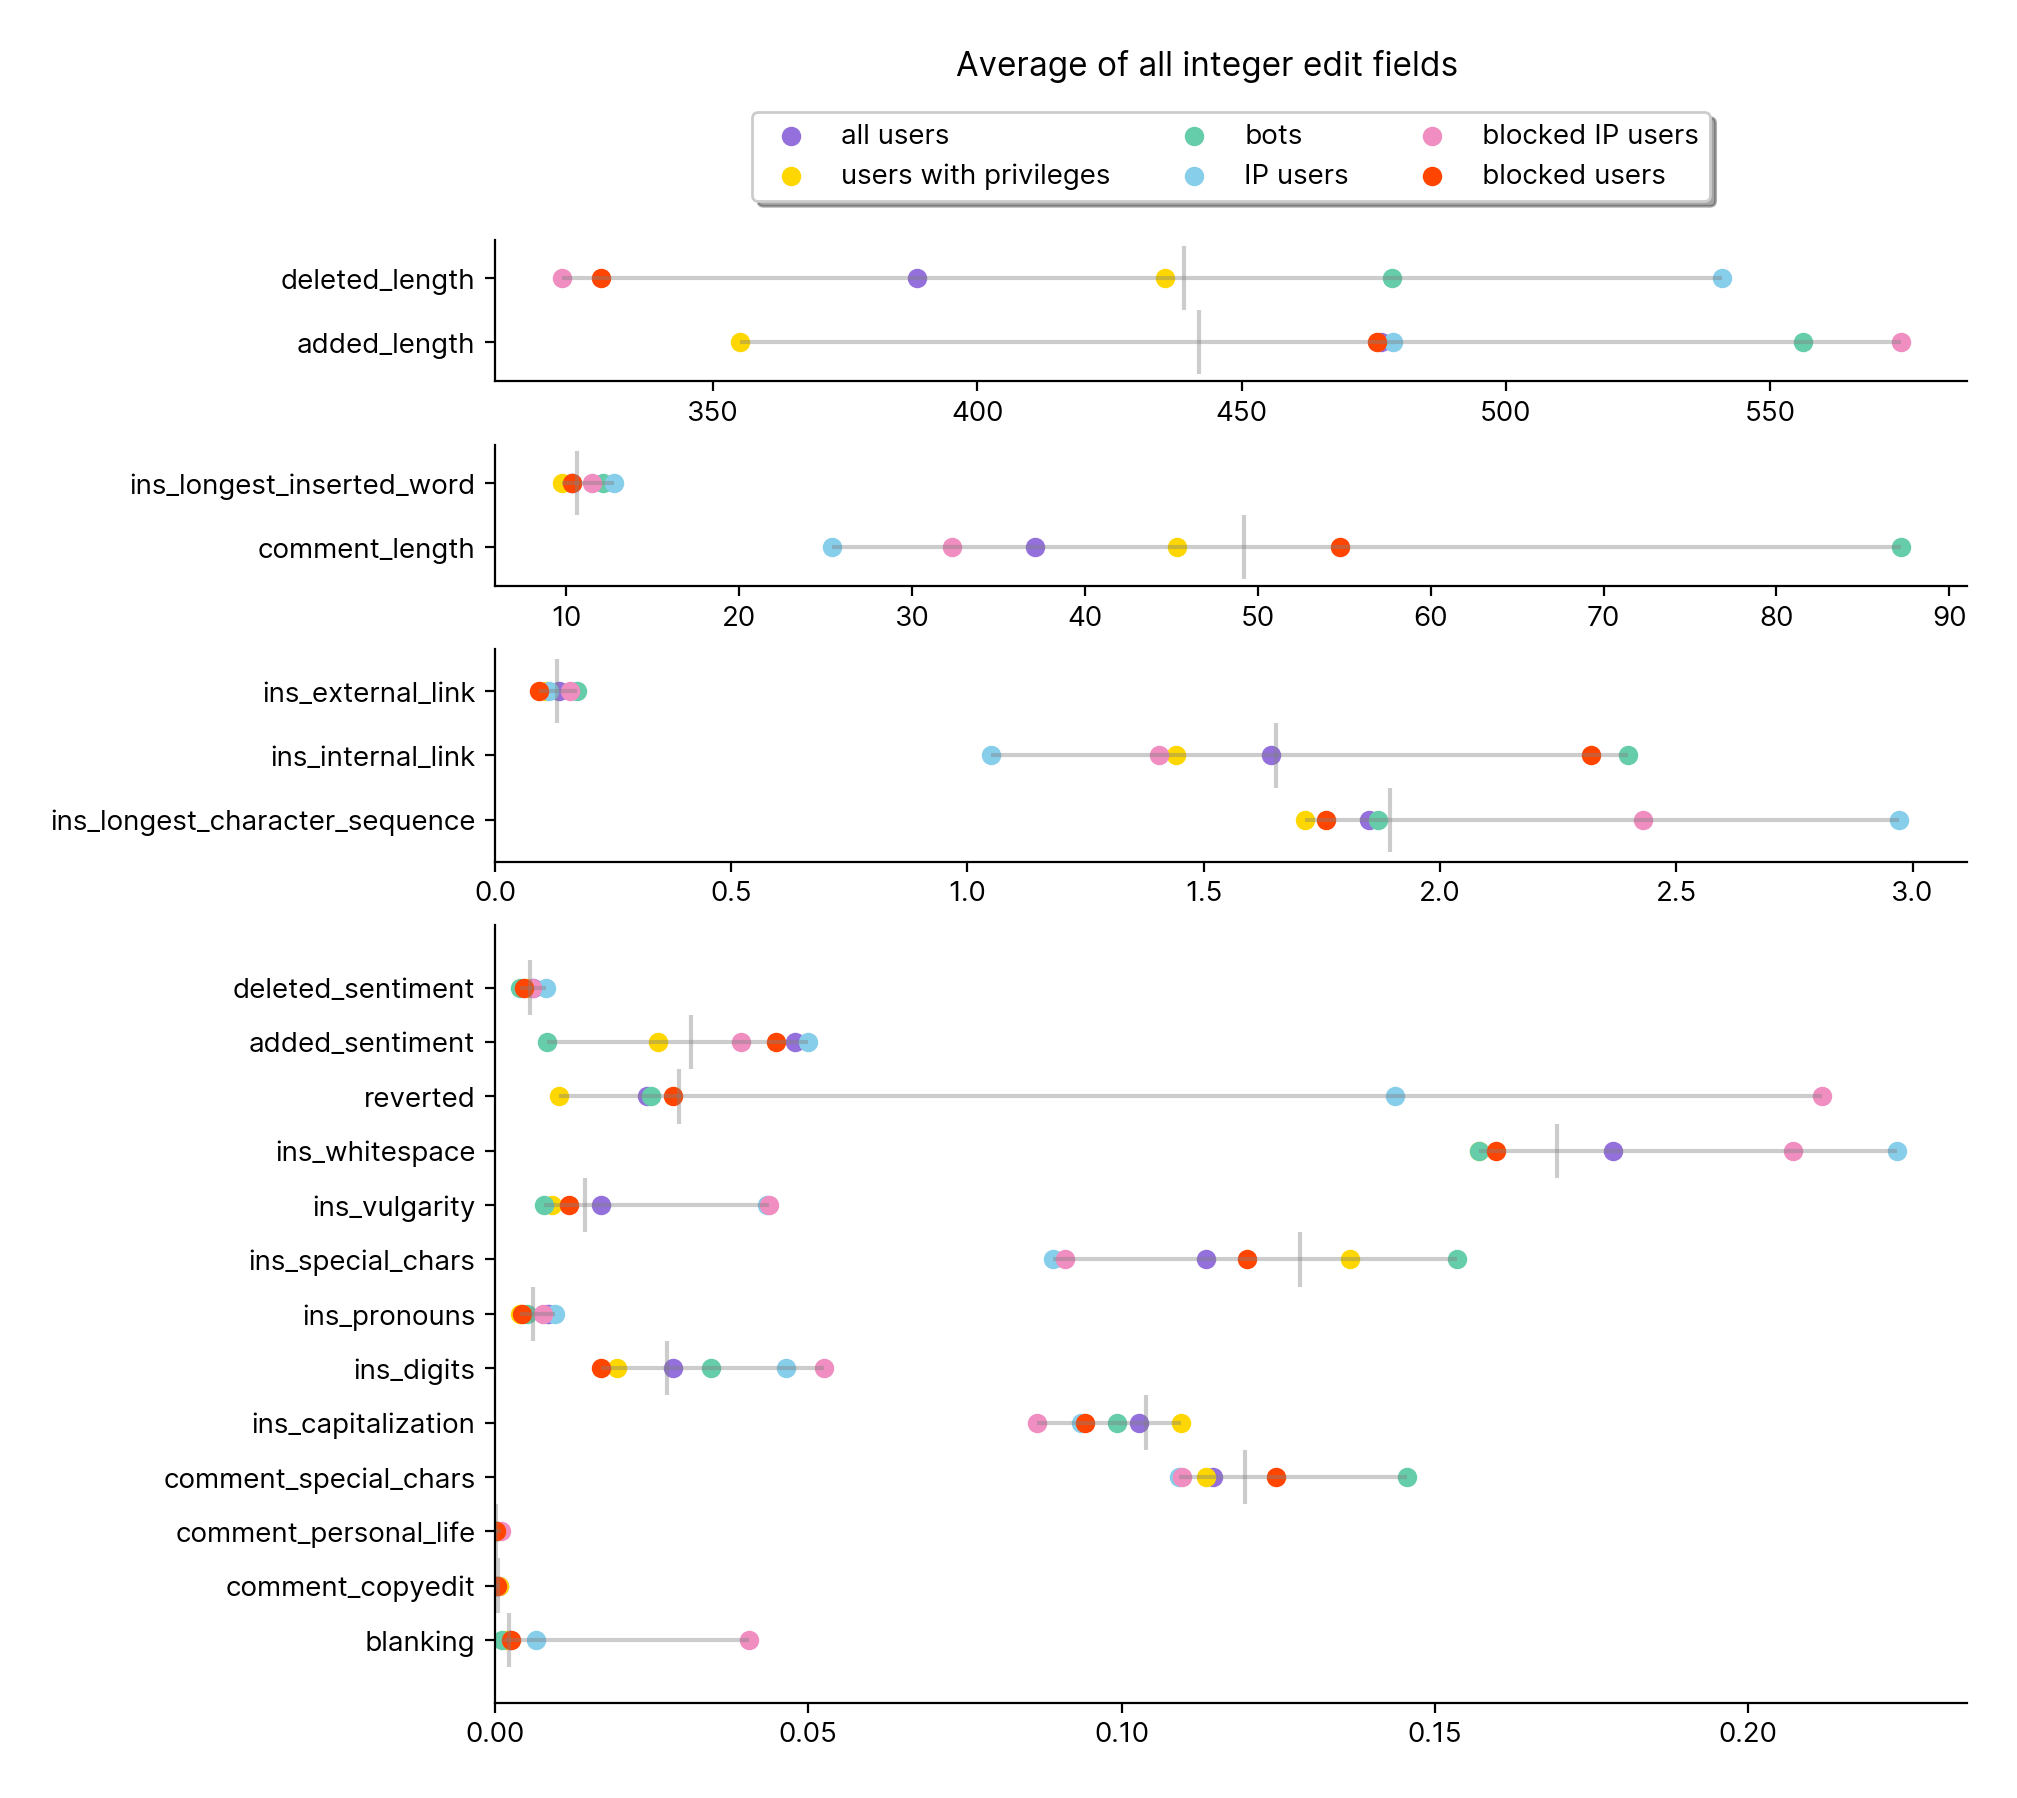 Average of all integer edit fields
all users bots blocked IP users
users with privileges IP users blocked users
deleted_length
added_length
350 400 450 500 550
ins_longest_inserted_word
comment_length
10 20 30 40 50 60 70 80 90
ins_external_link
ins_internal_link
ins_longest_character_sequence
0.0 0.5 1.0 1.5 2.0 2.5 3.0
deleted_sentiment
added_sentiment
reverted
ins_whitespace
ins_vulgarity
ins_special_chars
ins_pronouns
ins_digits
ins_capitalization
comment_special_chars
comment_personal_life
comment_copyedit
blanking
0.00 0.05 0.10 0.15 0.20